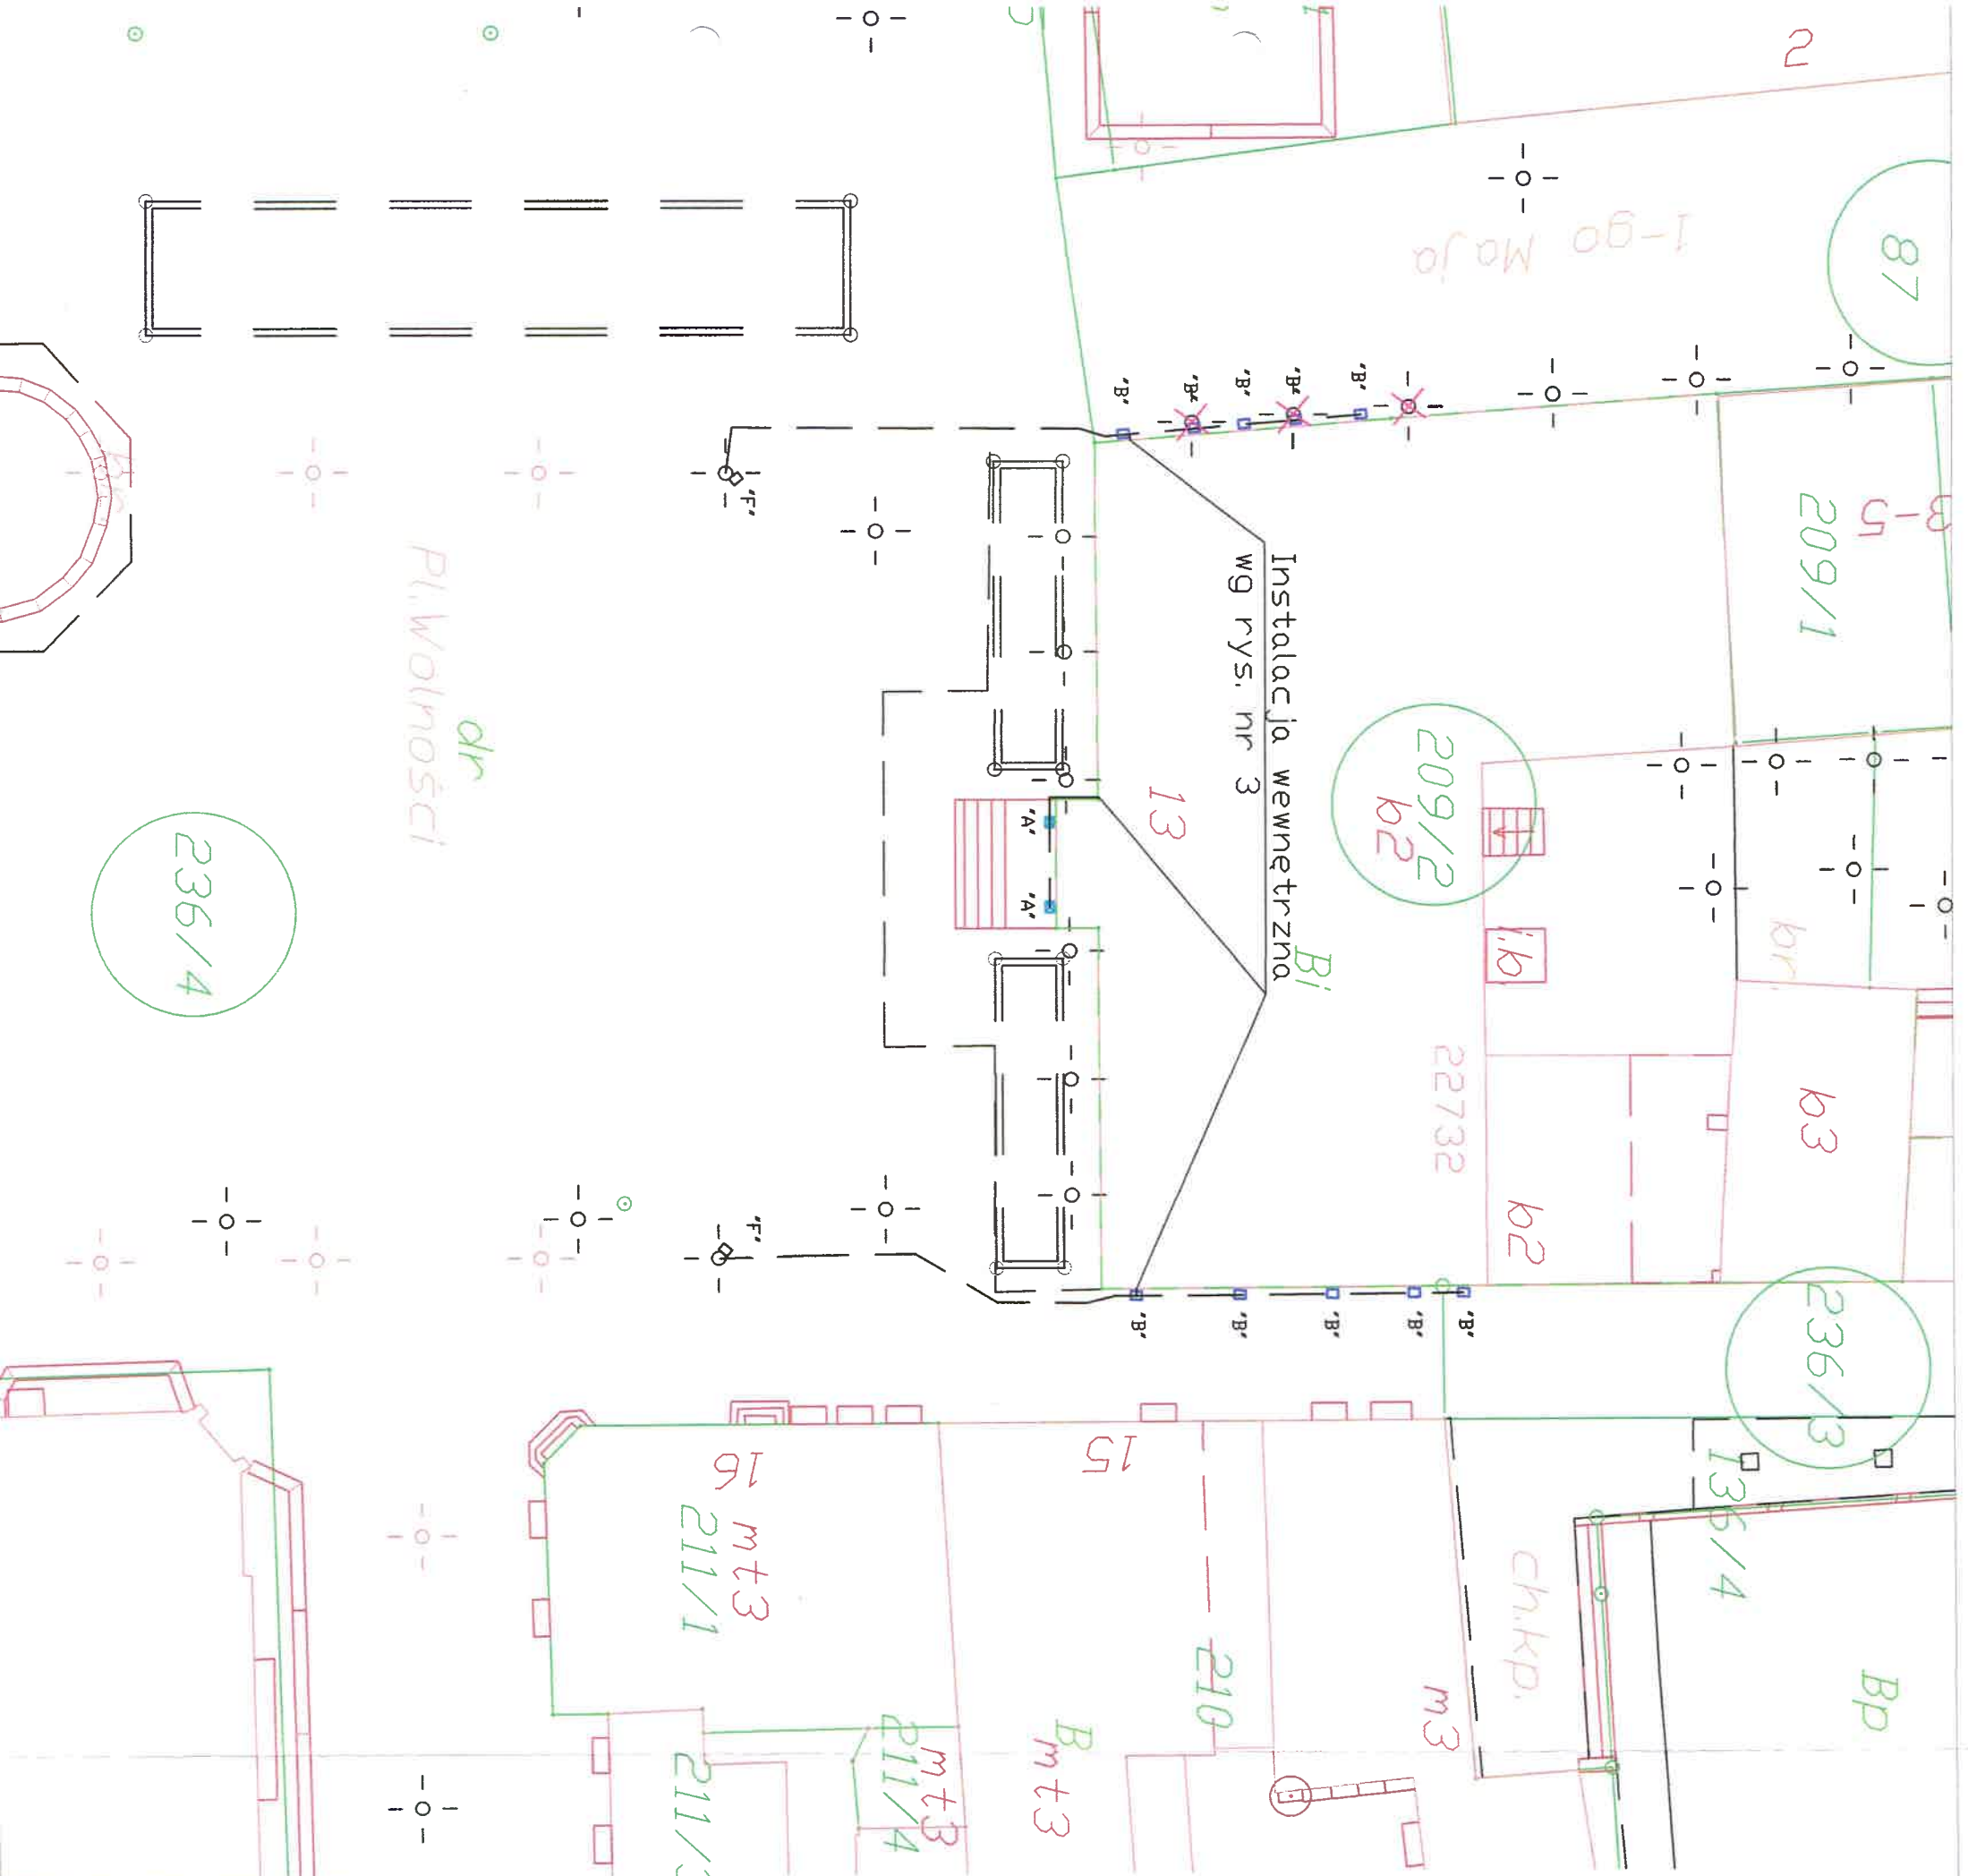 2
87
1-go Maja
3-5
209/1
"B"
"B"
"B"
"B"
"B"
"F"
Instalacja wewnętrzna
wg rys. nr 3
Pl.Wolności
dr
209/2
b2
13
"A"
"A"
i.b.
br
Bi
236/4
22732
b3
b2
"F"
"B"
"B"
"B"
"B"
"B"
236/3
136/4
15
16
mt3
211/1
ch.kp.
210
m3
Bp
B
mt3
mt3
211/4